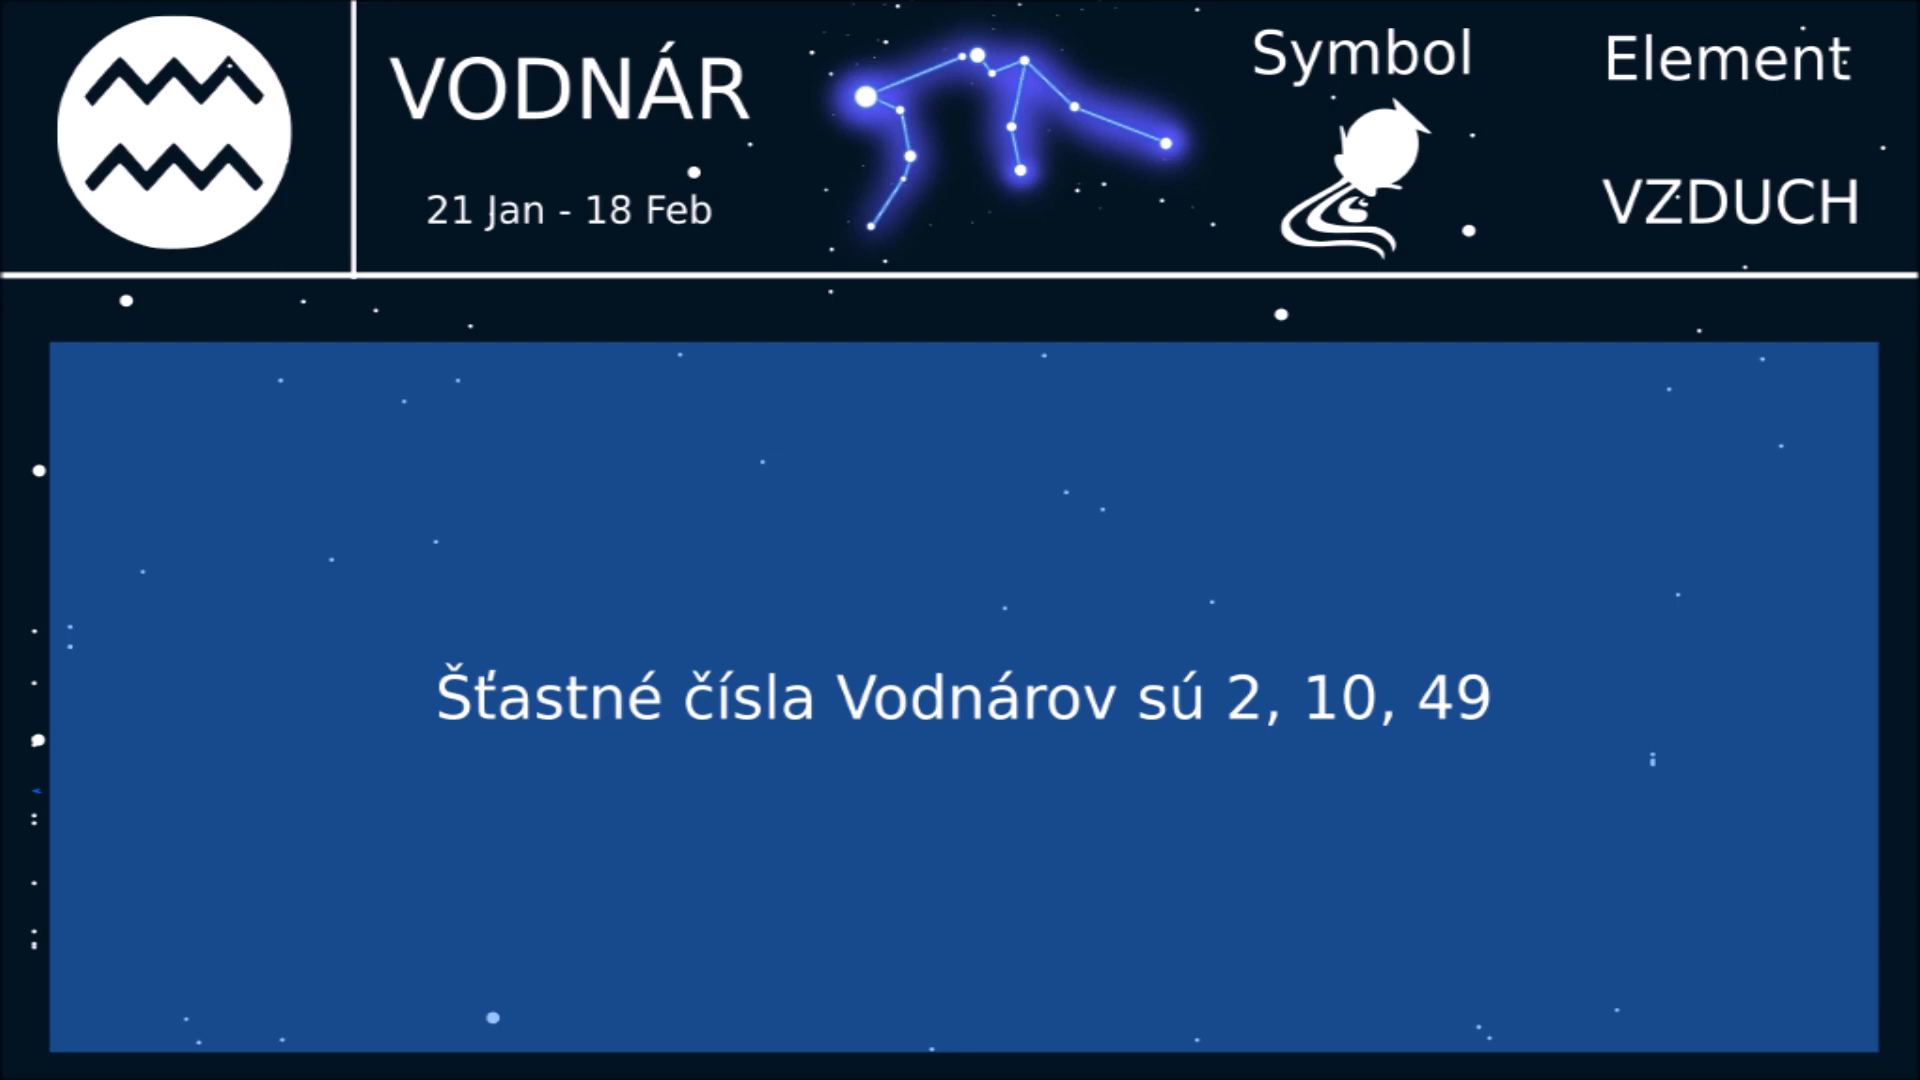 VODNÁR
21 Jan - 18 Feb
Symbol
Element
VZDUCH
Šťastné čísla Vodnárov sú 2, 10, 49